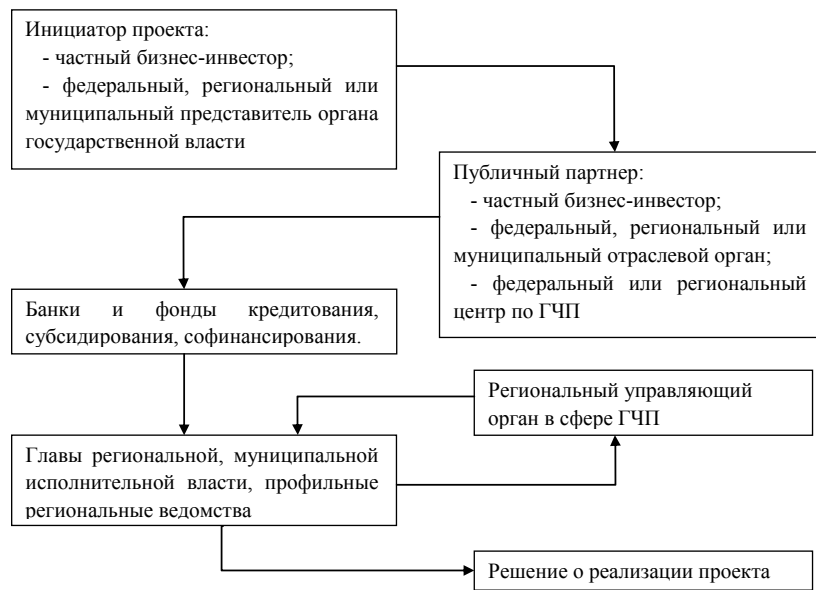 Инициатор проекта:
- частный бизнес-инвестор;
- федеральный, региональный или
муниципальный представитель органа
государственной власти
Публичный партнер:
- частный бизнес-инвестор;
- федеральный, региональный или
муниципальный отраслевой орган;
- федеральный или региональный
центр по ГЧП
Банки и фонды кредитования,
субсидирования, софинансирования.
Региональный управляющий
орган в сфере ГЧП
Главы региональной, муниципальной
исполнительной власти, профильные
региональные ведомства
Решение о реализации проекта